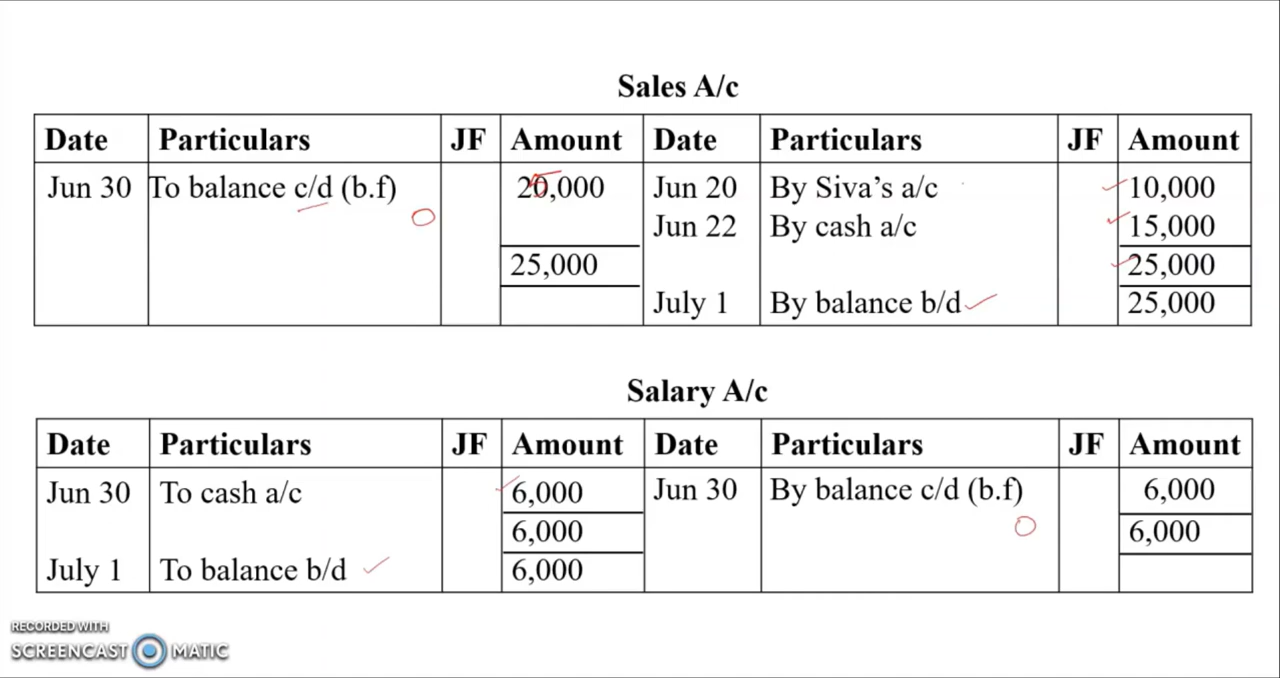 Sales A/c
Date Particulars JF Amount Date Particulars JF Amount
Jun 30 To balance c/d (b.f) 20,000 Jun 20 By Siva’s a/c 10,000
Jun 22 By cash a/c 15,000
25,000 25,000
July 1 By balance b/d 25,000
Salary A/c
Date Particulars JF Amount Date Particulars JF Amount
Jun 30 To cash a/c 6,000 Jun 30 By balance c/d (b.f) 6,000
6,000 6,000
July 1 To balance b/d 6,000
RECORDED WITH
SCREENCAST MATIC